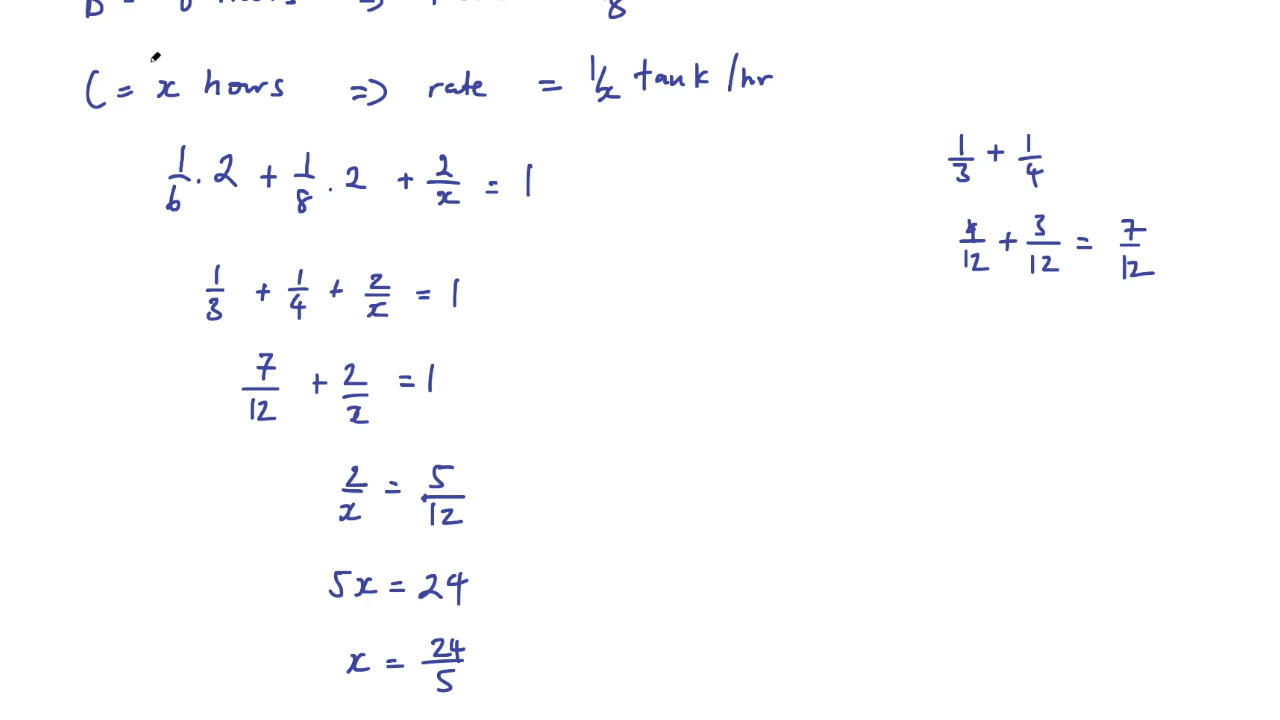 8
C = x hours ⇒ rate = 1/x tank/hr
1/6 . 2 + 1/8 . 2 + 2/x = 1
1/3 + 1/4 + 2/x = 1
7/12 + 2/x = 1
2/x = 5/12
5x = 24
x = 24/5
1/3 + 1/4
4/12 + 3/12 = 7/12